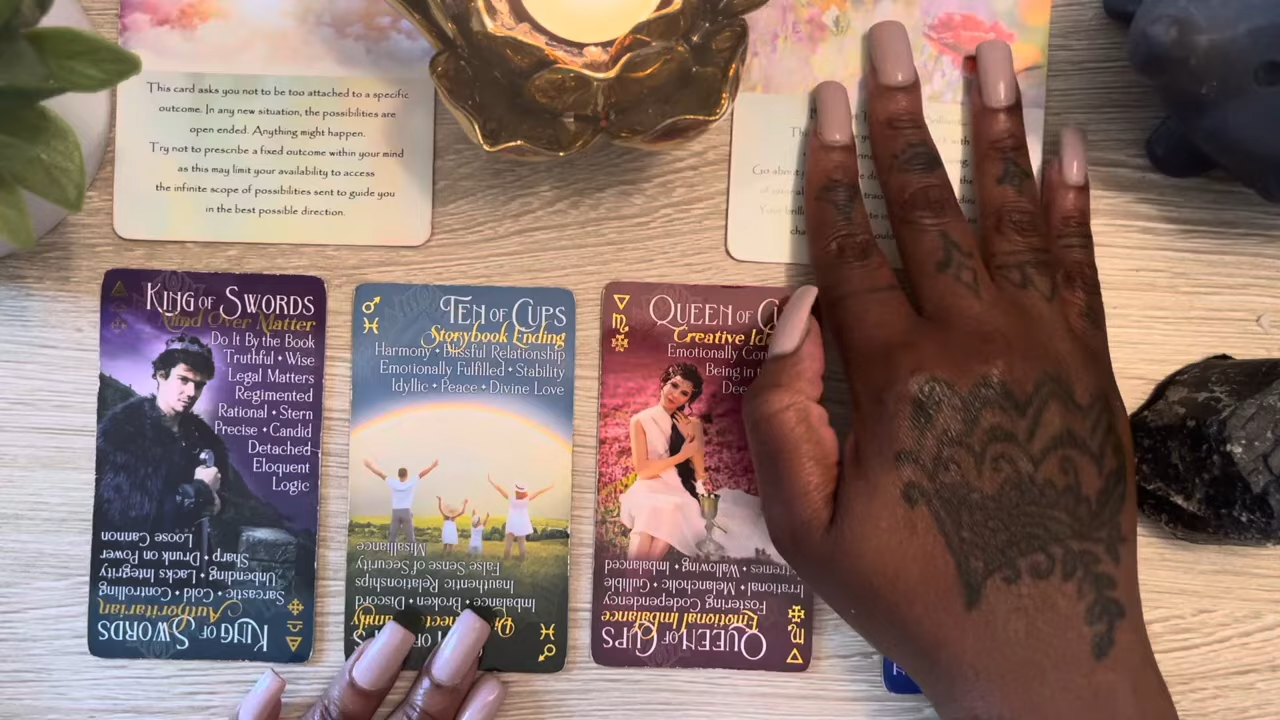 This card asks you not to be too attached to a specific
outcome. In any new situation, the possibilities are
open ended. Anything might happen.
Try not to prescribe a fixed outcome within your mind
as this may limit your availability to access
the infinite scope of possibilities sent to guide you
in the best possible direction.
Go about
KING OF SWORDS
Mind Over Matter
Do It By the Book
Truthful • Wise
Legal Matters
Regimented
Rational • Stern
Precise • Candid
Detached
Eloquent
Logic
Loose Cannon
Sharp • Drunk on Power
Unbending • Lacks Integrity
Sarcastic • Cold • Controlling
Authoritarian
KING OF SWORDS
TEN OF CUPS
Storybook Ending
Harmony • Blissful Relationship
Emotionally Fulfilled • Stability
Idyllic • Peace • Divine Love
Misalliance
False Sense of Security
Inauthentic Relationships
Imbalance • Broken • Discord
QUEEN OF
Creative
Emotionally
Being in
Wallowing • Imbalanced
Irrational • Melancholic • Gullible
Fostering Codependency
Emotional Imbalance
QUEEN OF CUPS